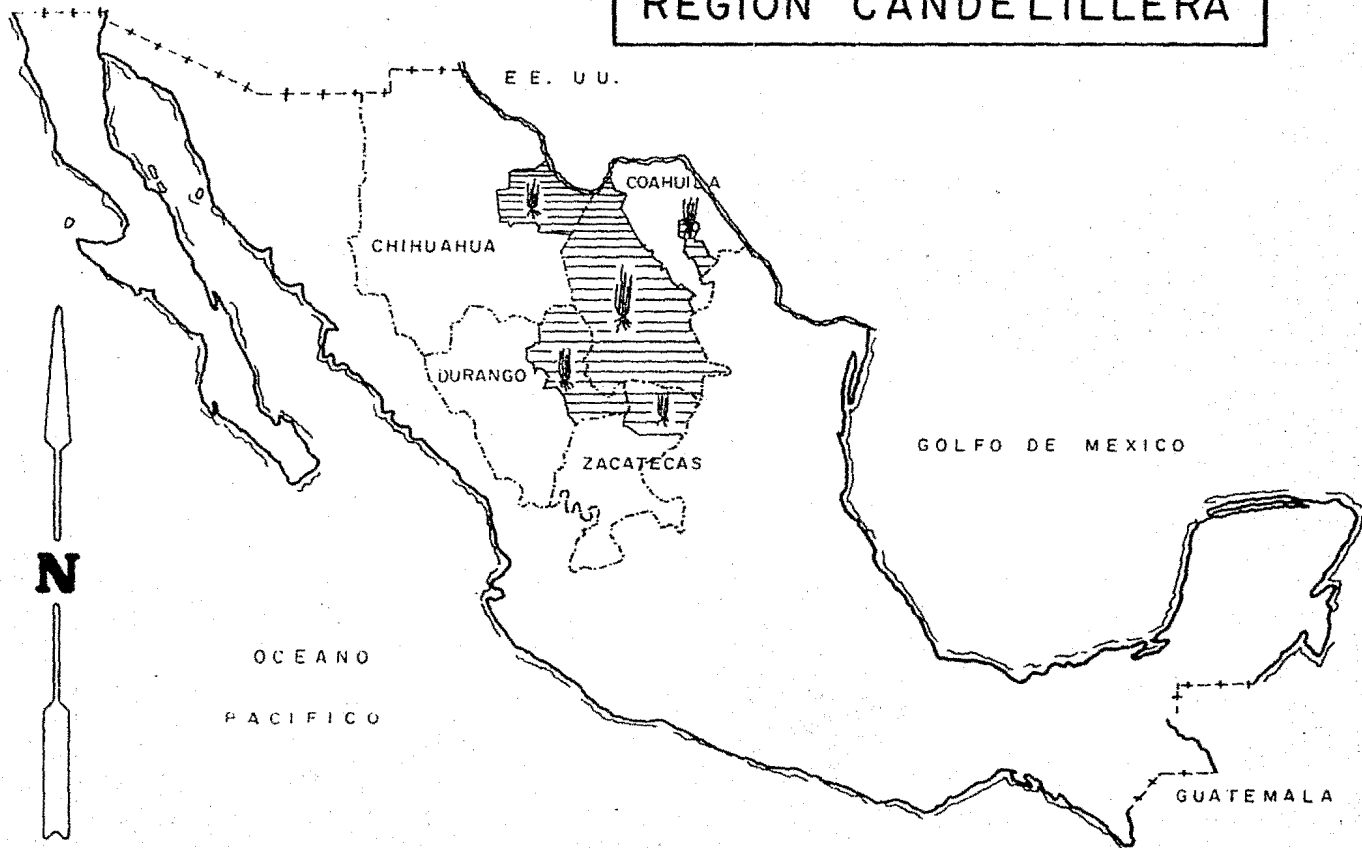 REGION CANDELILLERA
EE. UU.
COAHUILA
CHIHUAHUA
DURANGO
GOLFO DE MEXICO
ZACATECAS
N
OCEANO
PACIFICO
GUATEMALA